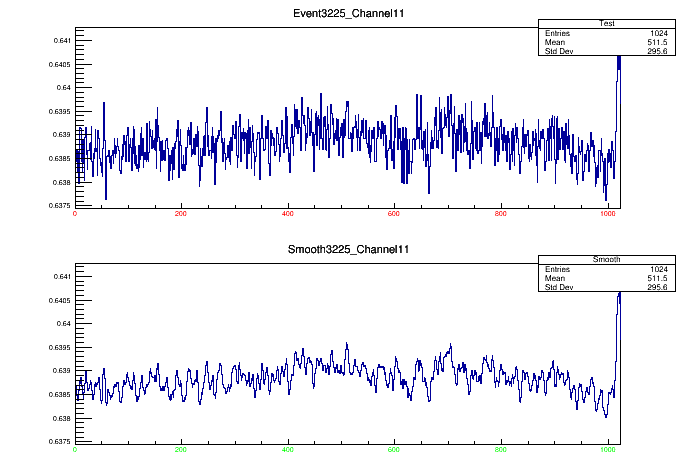 Event3225_Channel11
Test
Entries 1024
Mean 511.5
Std Dev 295.6
0.641
0.6405
0.64
0.6395
0.639
0.6385
0.638
0.6375
0 200 400 600 800 1000
Smooth3225_Channel11
Smooth
Entries 1024
Mean 511.5
Std Dev 295.6
0.641
0.6405
0.64
0.6395
0.639
0.6385
0.638
0.6375
0 200 400 600 800 1000